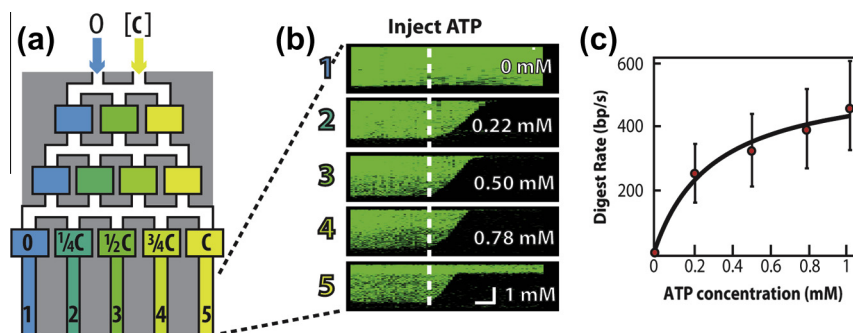 (a)
0 [C]
0 ¼C ½C ¾C C
1 2 3 4 5
(b)
Inject ATP
1 0 mM
2 0.22 mM
3 0.50 mM
4 0.78 mM
5 1 mM
(c)
600
400
200
0 0.2 0.4 0.6 0.8 1
Digest Rate (bp/s)
ATP concentration (mM)